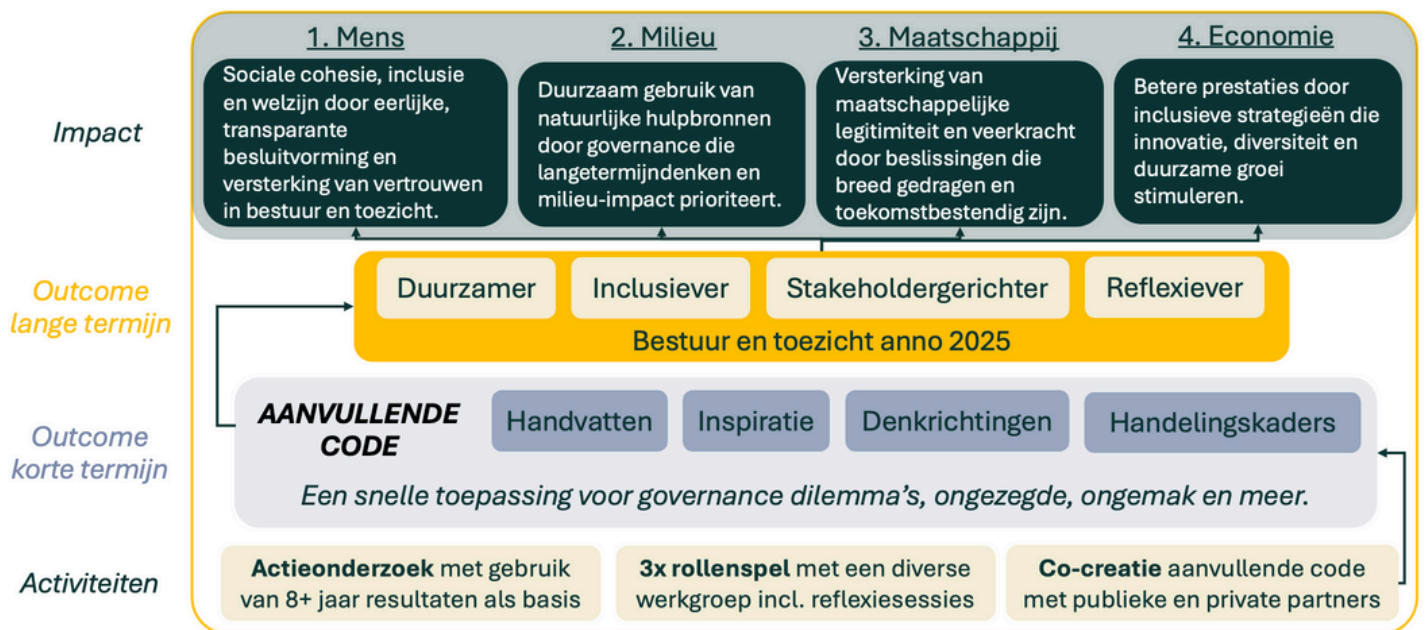 1. Mens
2. Milieu
3. Maatschappij
4. Economie
Impact
Sociale cohesie, inclusie
en welzijn door eerlijke,
transparante
besluitvorming en
versterking van vertrouwen
in bestuur en toezicht.
Duurzaam gebruik van
natuurlijke hulpbronnen
door governance die
langetermijndenken en
milieu-impact prioriteert.
Versterking van
maatschappelijke
legitimiteit en veerkracht
door beslissingen die
breed gedragen en
toekomstbestendig zijn.
Betere prestaties door
inclusieve strategieën die
innovatie, diversiteit en
duurzame groei
stimuleren.
Outcome
lange termijn
Duurzamer
Inclusiever
Stakeholdergerichter
Reflexiever
Bestuur en toezicht anno 2025
Outcome
korte termijn
AANVULLENDE
CODE
Handvatten
Inspiratie
Denkrichtingen
Handelingskaders
Een snelle toepassing voor governance dilemma's, ongezegde, ongemak en meer.
Activiteiten
Actieonderzoek met gebruik
van 8+ jaar resultaten als basis
3x rollenspel met een diverse
werkgroep incl. reflexiesessies
Co-creatie aanvullende code
met publieke en private partners